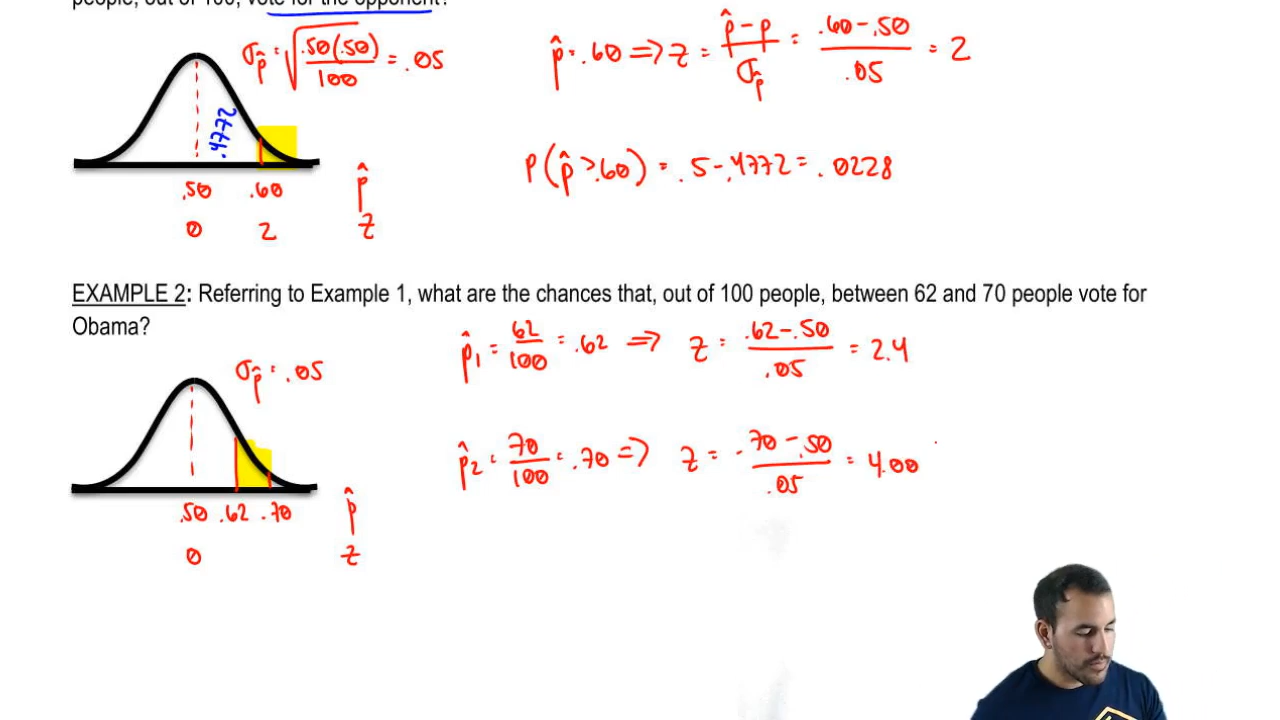 people, out of 100, vote for the opponent?
σp̂ = √.50(.50)/100 = .05
p̂ = .60 => z = p̂ - p / σp̂ = .60 - .50 / .05 = 2
.4772
P(p̂ > .60) = .5 - .4772 = .0228
.50 .60 p̂
0 2 z
EXAMPLE 2: Referring to Example 1, what are the chances that, out of 100 people, between 62 and 70 people vote for
Obama?
p̂1 = 62/100 = .62 => z = .62 - .50 / .05 = 2.4
σp̂ = .05
p̂2 = 70/100 = .70 => z = .70 - .50 / .05 = 4.00
.50 .62 .70 p̂
0 z